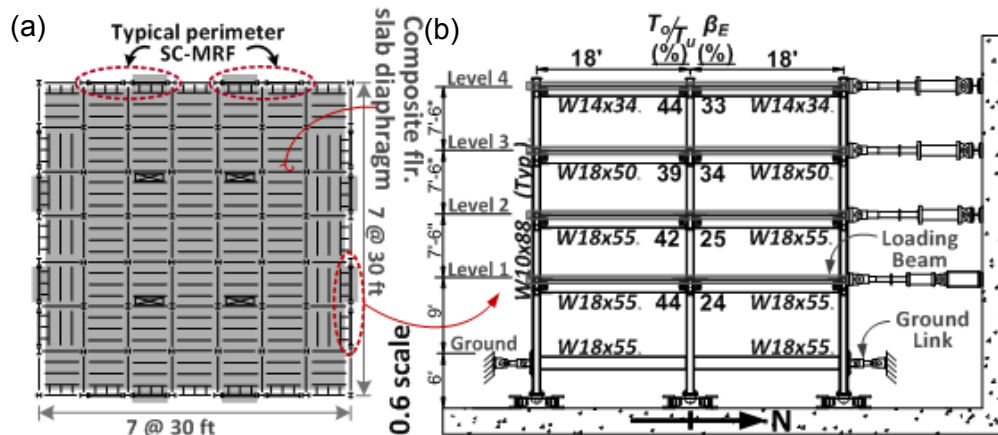 (a)
Typical perimeter
SC-MRF
Composite flr.
slab diaphragm
7 @ 30 ft
7 @ 30 ft
0.6 scale
(b)
T₀/Tᵤ βE
(%) (%)
18' 18'
Level 4
W14x34. 44 33 W14x34.
7'-6"
Level 3
W18x50. 39 34 W18x50.
7'-6"
Level 2
W18x55. 42 25 W18x55.
7'-6"
W10x88 (Typ.)
Loading
Beam
Level 1
W18x55. 44 24 W18x55.
9'
Ground
Ground
Link
W18x55. W18x55.
6'
N